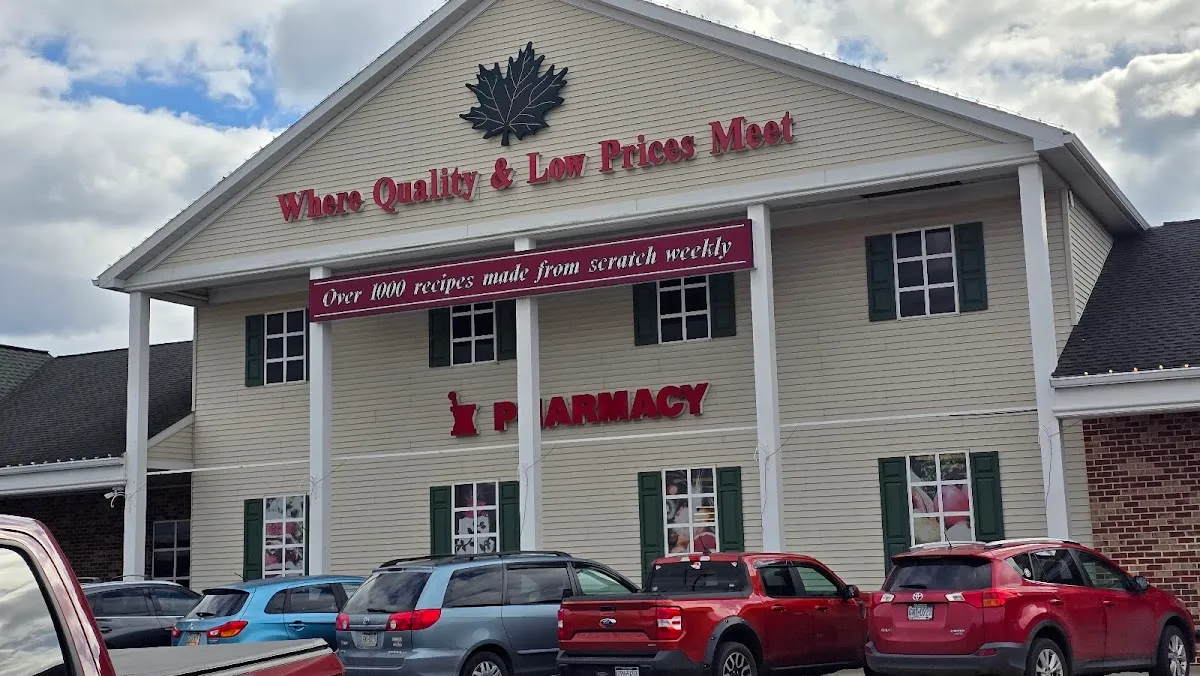 Where Quality & Low Prices Meet
Over 1000 recipes made from scratch weekly
PHARMACY